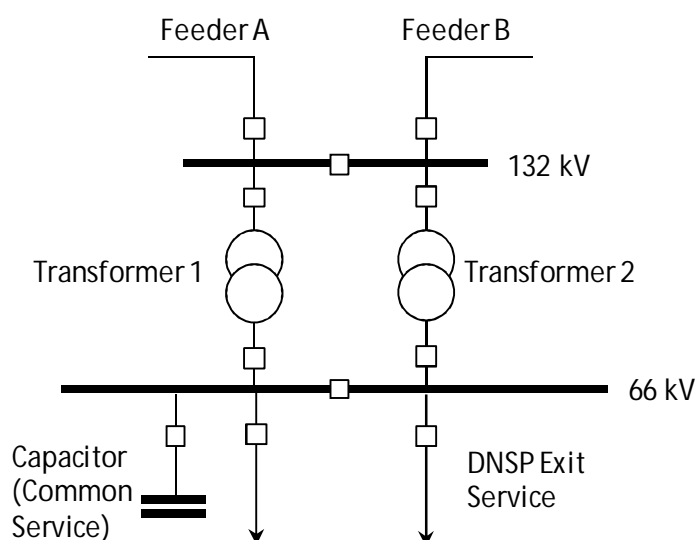 Feeder A
Feeder B
132 kV
Transformer 1
Transformer 2
66 kV
Capacitor
(Common
Service)
DNSP Exit
Service